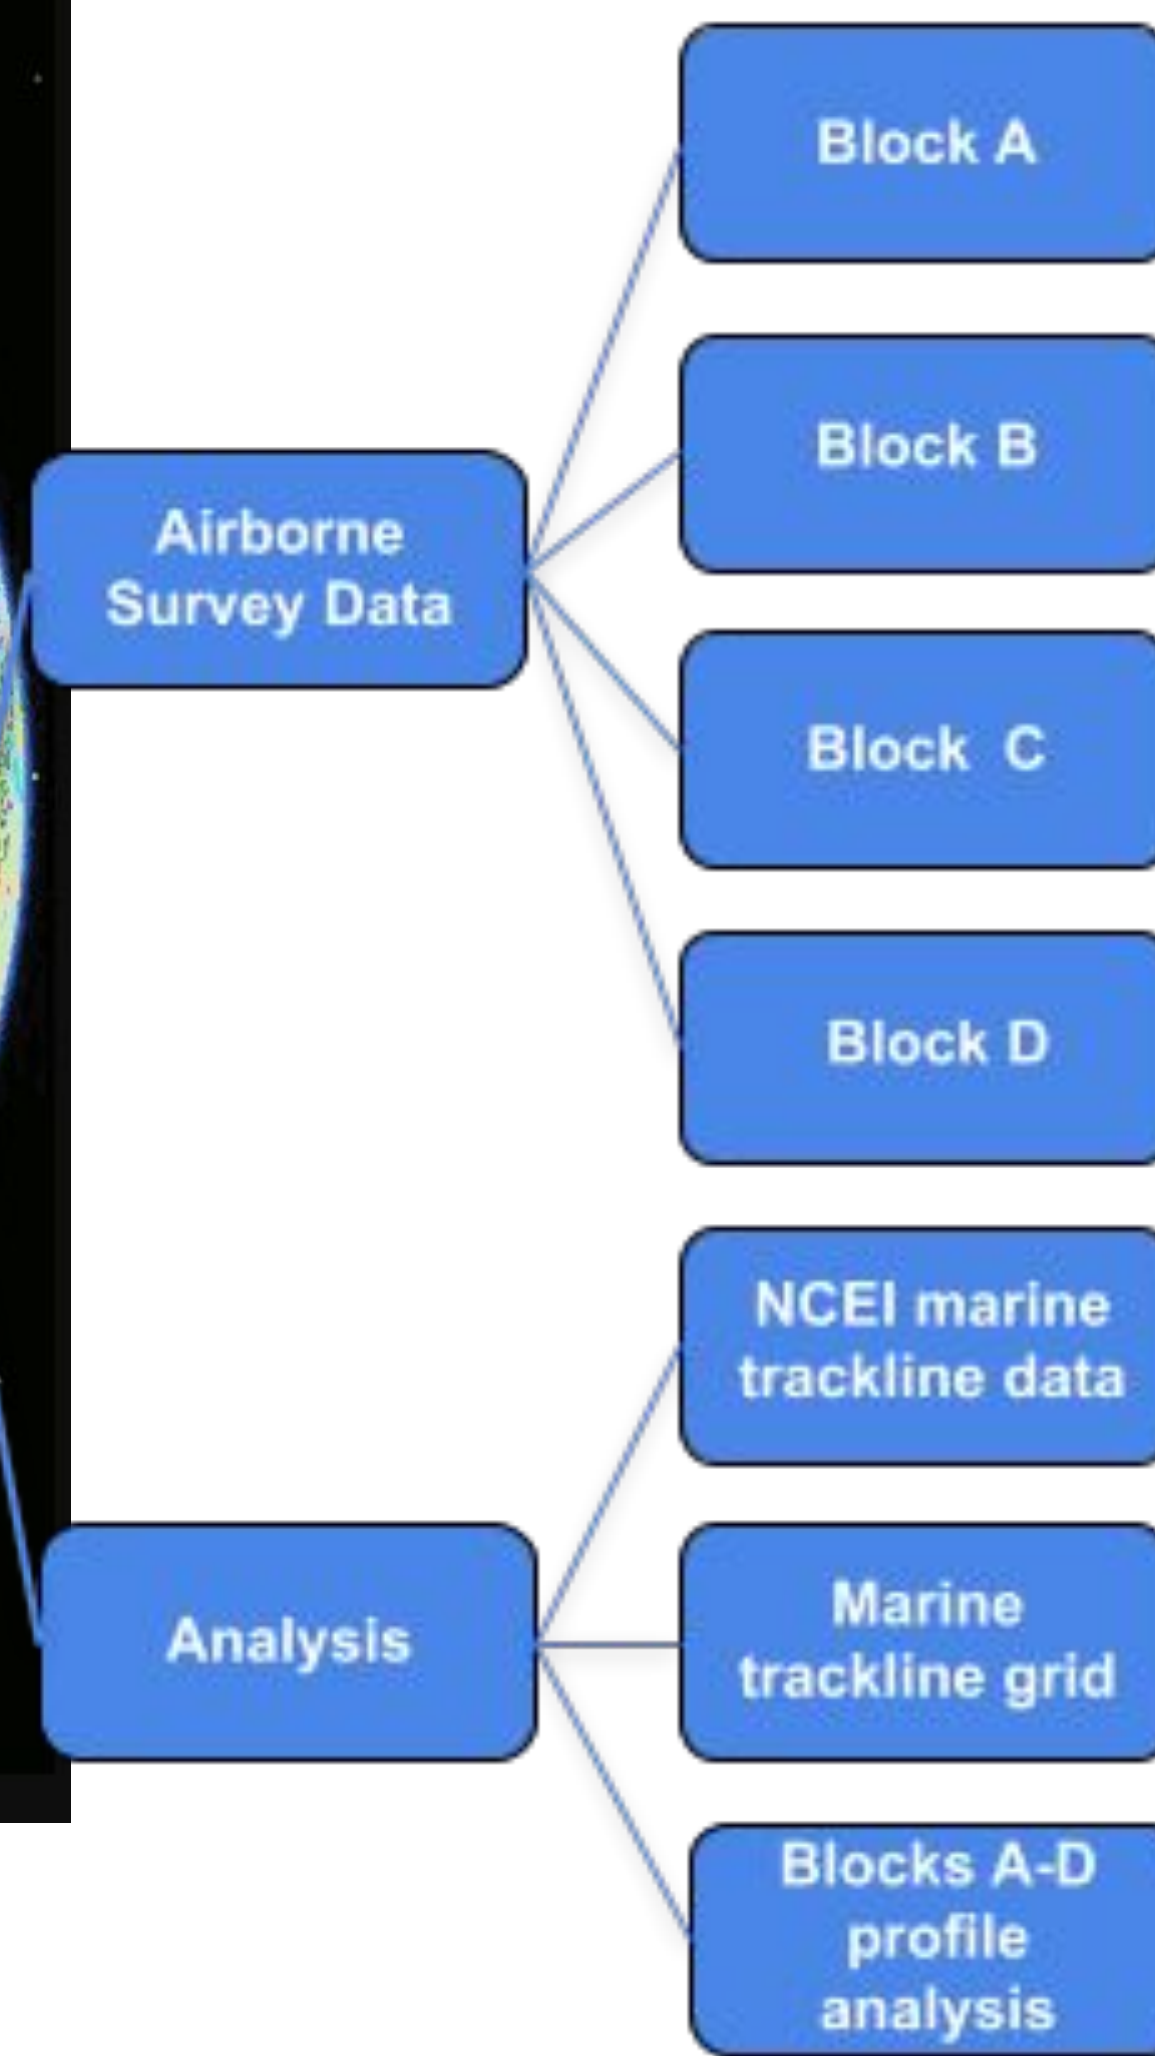 Block A
Block B
Airborne
Survey Data
Block  C
Block D
NCEI marine
trackline data
Marine
trackline grid
Analysis
Blocks A-D
profile
analysis